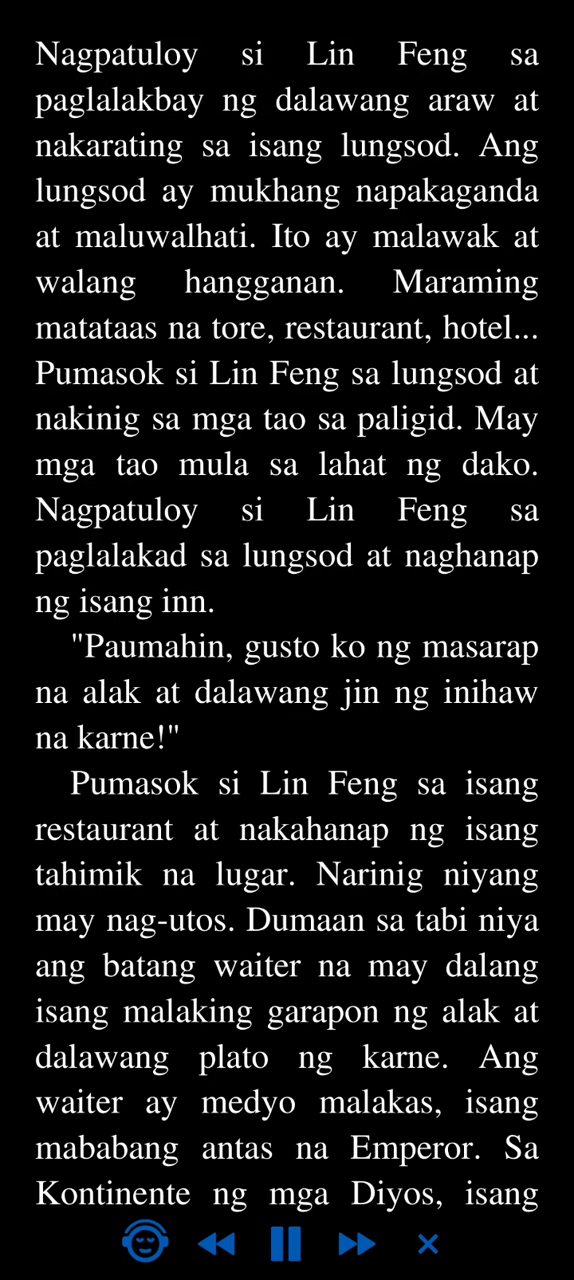 Nagpatuloy si Lin Feng sa
paglalakbay ng dalawang araw at
nakarating sa isang lungsod. Ang
lungsod ay mukhang napakaganda
at maluwalhati. Ito ay malawak at
walang hangganan. Maraming
matataas na tore, restaurant, hotel...
Pumasok si Lin Feng sa lungsod at
nakinig sa mga tao sa paligid. May
mga tao mula sa lahat ng dako.
Nagpatuloy si Lin Feng sa
paglalakad sa lungsod at naghanap
ng isang inn.
"Paumahin, gusto ko ng masarap
na alak at dalawang jin ng inihaw
na karne!"
Pumasok si Lin Feng sa isang
restaurant at nakahanap ng isang
tahimik na lugar. Narinig niyang
may nag-utos. Dumaan sa tabi niya
ang batang waiter na may dalang
isang malaking garapon ng alak at
dalawang plato ng karne. Ang
waiter ay medyo malakas, isang
mababang antas na Emperor. Sa
Kontinente ng mga Diyos, isang